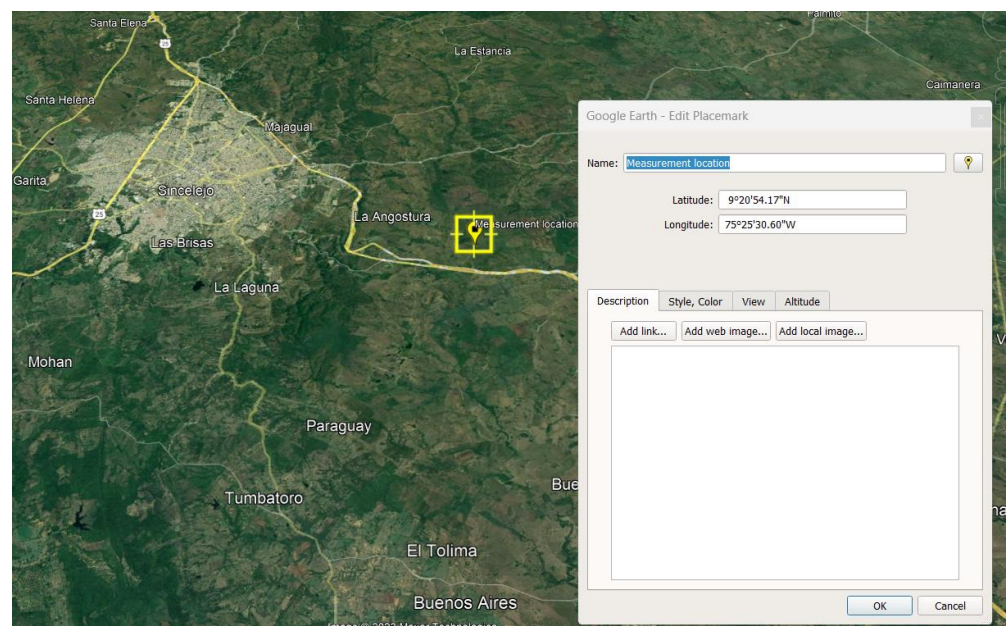 Santa Elena
25
Palmito
La Estancia
Santa Helena
Caimanera
Majagual
Garita
Sincelejo
25
La Angostura
Measurement location
Las Brisas
La Laguna
Mohan
Paraguay
Tumbatoro
Bue
El Tolima
Buenos Aires
Google Earth - Edit Placemark
Name: Measurement location
Latitude: 9°20'54.17"N
Longitude: 75°25'30.60"W
Description Style, Color View Altitude
Add link... Add web image... Add local image...
OK Cancel
V
na